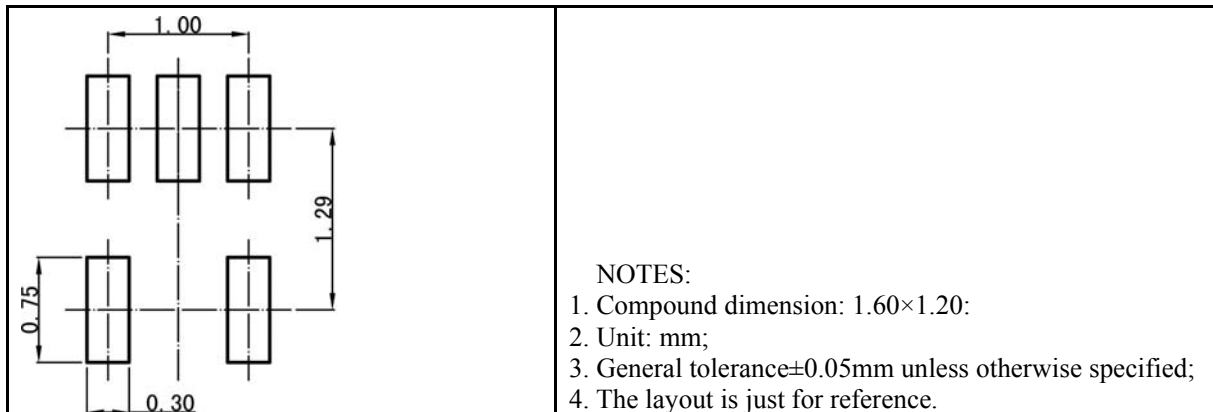 1.00
1.29
0.75
0.30
NOTES:
1. Compound dimension: 1.60×1.20:
2. Unit: mm;
3. General tolerance±0.05mm unless otherwise specified;
4. The layout is just for reference.